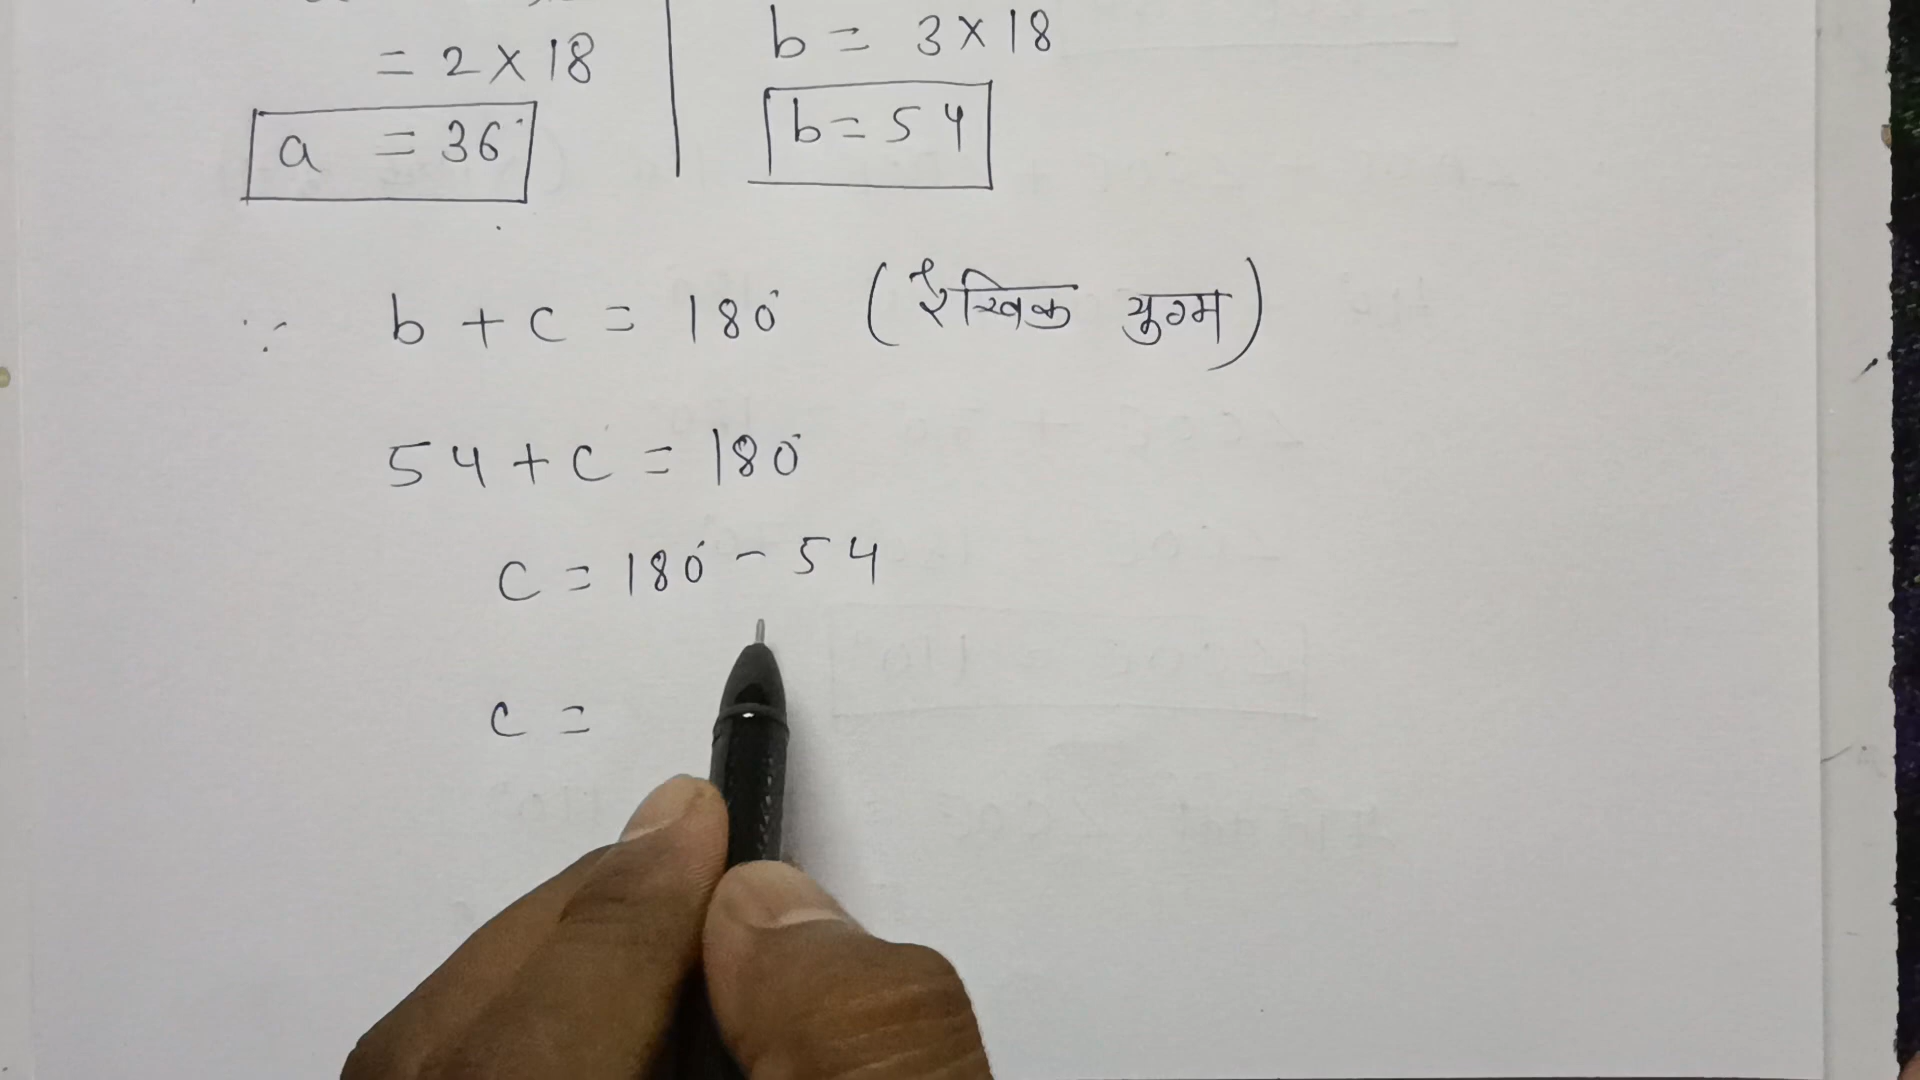 = 2 × 18
a = 36°
b = 3 × 18
b = 54
∵ b + c = 180° (रैखिक युग्म)
54 + c = 180°
c = 180° - 54
c =